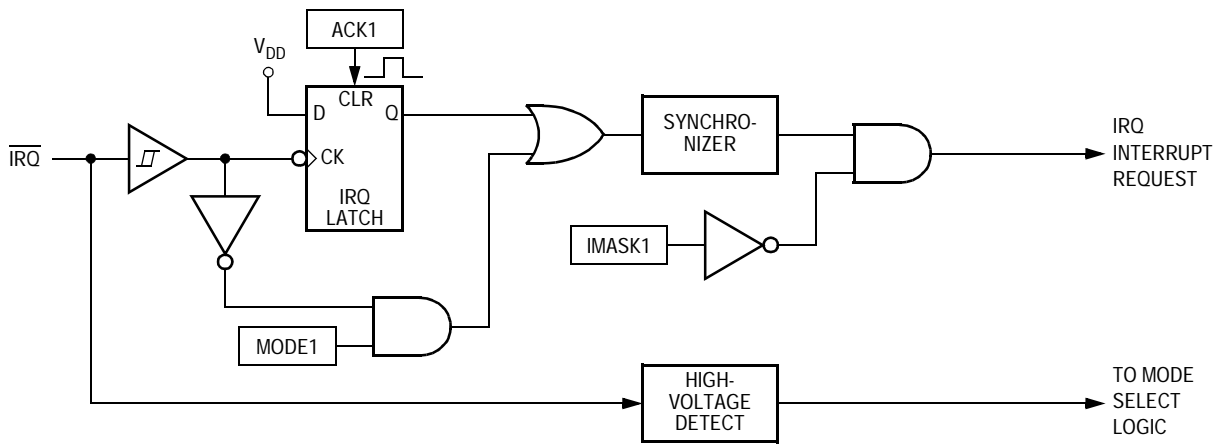 ACK1
VDD
D
CLR
Q
CK
IRQ
LATCH
IRQ
SYNCHRO-
NIZER
IRQ
INTERRUPT
REQUEST
IMASK1
MODE1
HIGH-
VOLTAGE
DETECT
TO MODE
SELECT
LOGIC